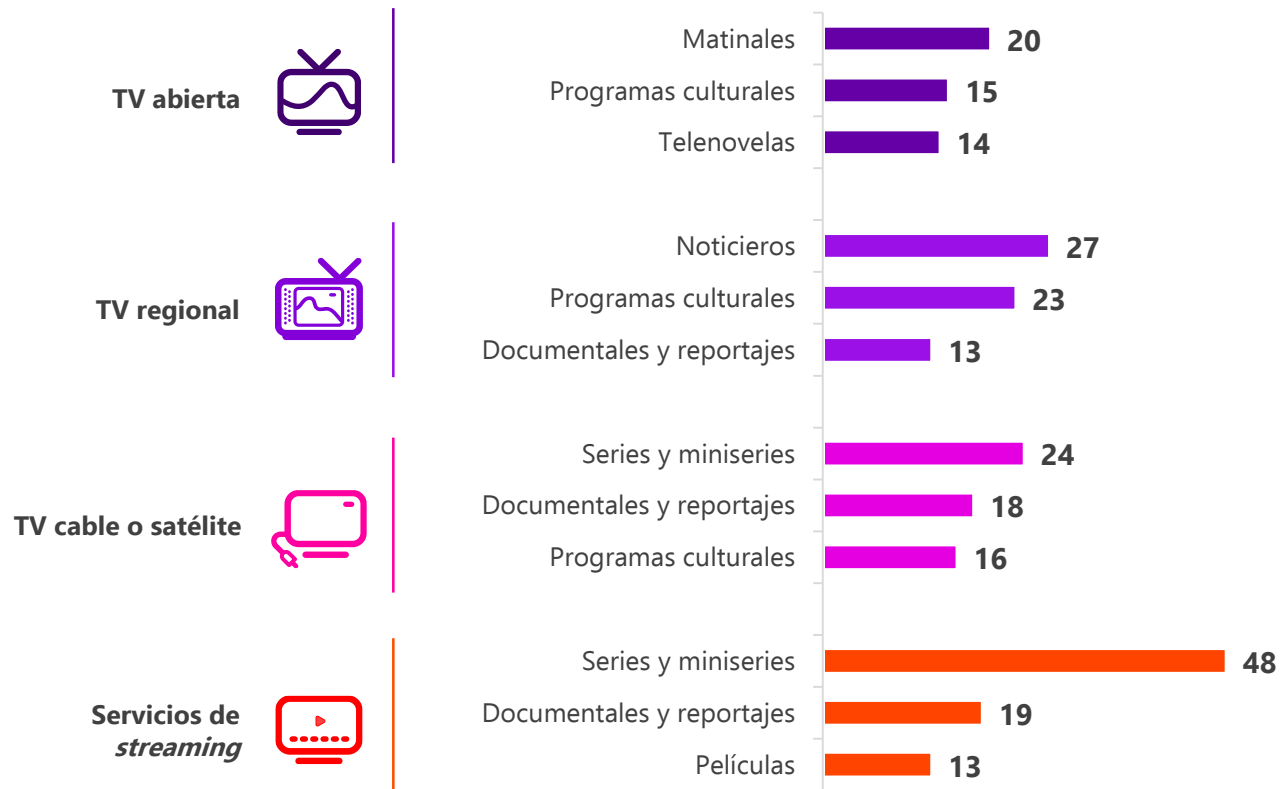 TV abierta
Matinales 20
Programas culturales 15
Telenovelas 14
TV regional
Noticieros 27
Programas culturales 23
Documentales y reportajes 13
TV cable o satélite
Series y miniseries 24
Documentales y reportajes 18
Programas culturales 16
Servicios de
streaming
Series y miniseries 48
Documentales y reportajes 19
Películas 13